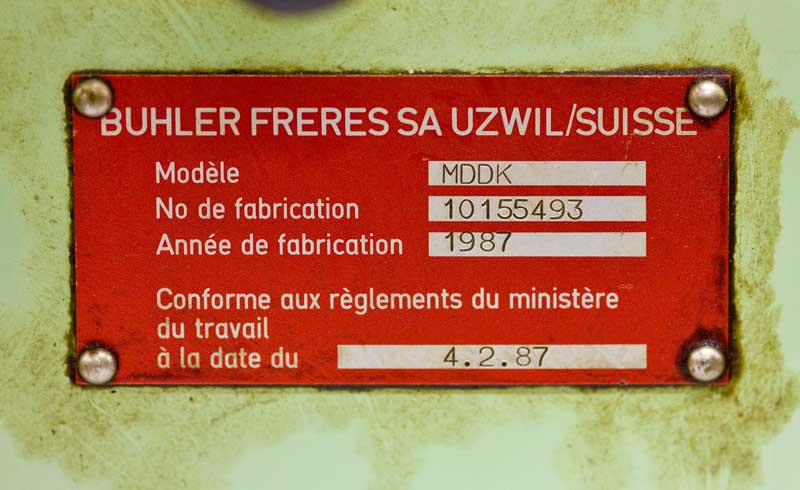 BUHLER FRERES SA UZWIL/SUISSE
Modèle MDDK
No de fabrication 10155493
Année de fabrication 1987
Conforme aux règlements du ministère
du travail
à la date du 4.2.87